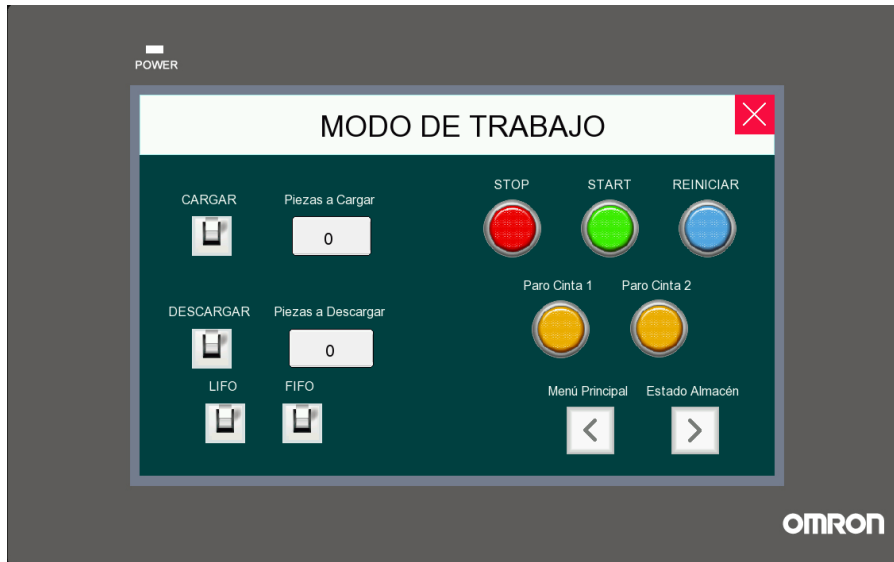 POWER
MODO DE TRABAJO
STOP START REINICIAR
CARGAR Piezas a Cargar
0
Paro Cinta 1 Paro Cinta 2
DESCARGAR Piezas a Descargar
0
LIFO FIFO
Menú Principal Estado Almacén
OMRON